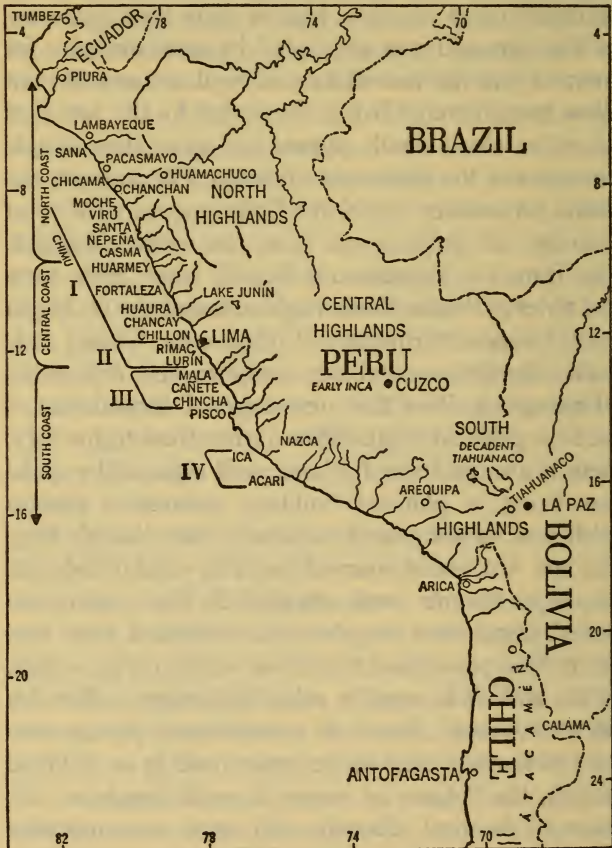 78
74
70
4
4
TUMBEZ
ECUADOR
PIURA
LAMBAYEQUE
BRAZIL
SANA
PACASMAYO
HUAMACHUCO
8
CHICAMA
CHANCHAN
NORTH
HIGHLANDS
MOCHE
VIRU
SANTA
NEPEÑA
CASMA
HUARMEY
NORTH COAST
CHIMU
CENTRAL COAST
SOUTH COAST
I
FORTALEZA
LAKE JUNÍN
HUAURA
CHANCAY
CENTRAL
HIGHLANDS
CHILLON
LIMA
12
II
RIMAC
LURÍN
PERU
III
MALA
CAÑETE
EARLY INCA
CUZCO
CHINCHA
PISCO
NAZCA
SOUTH
DECADENT
TIAHUANACO
IV
ICA
ACARI
AREQUIPA
TIAHUANACO
16
LA PAZ
16
HIGHLANDS
BOLIVIA
ARICA
20
20
CHILE
ATACAMEÑ
CALAMA
ANTOFAGASTA
24
82
78
74
70